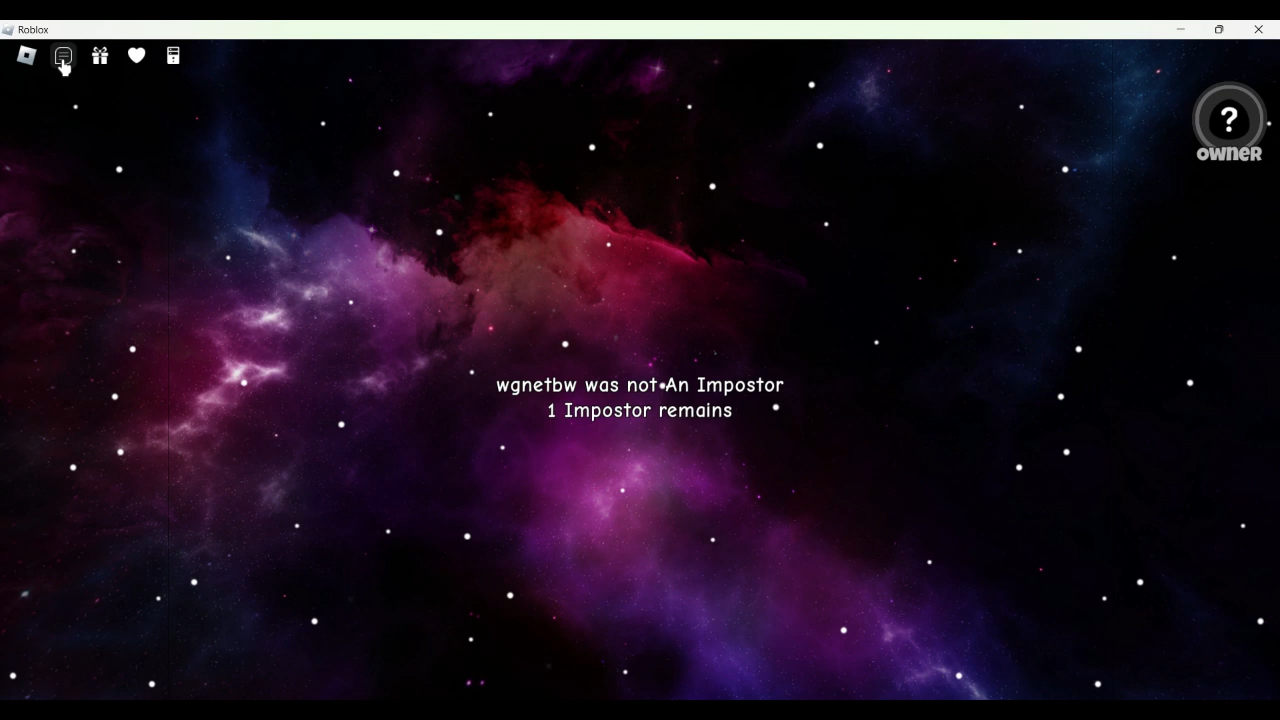 Roblox
?
OWNER
wgnetbw was not An Impostor
1 Impostor remains